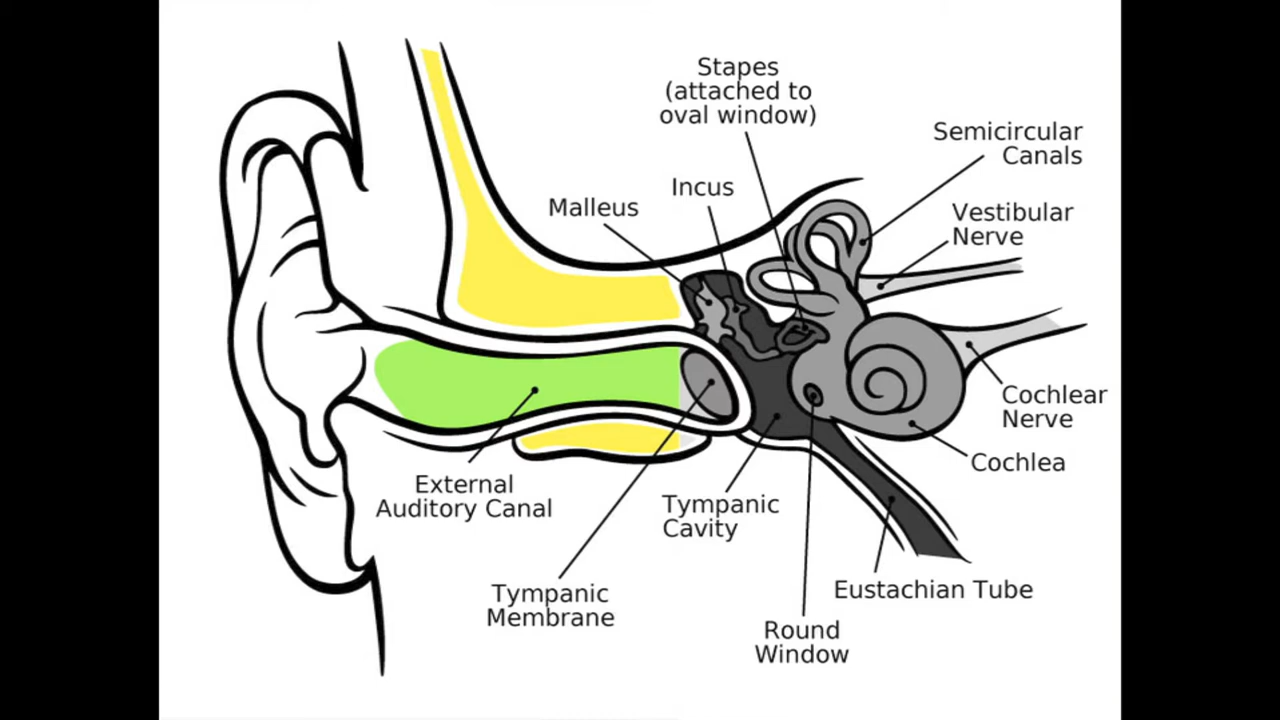 Stapes
(attached to
oval window)
Semicircular
Canals
Incus
Malleus
Vestibular
Nerve
Cochlear
Nerve
Cochlea
External
Auditory Canal
Tympanic
Cavity
Eustachian Tube
Tympanic
Membrane
Round
Window